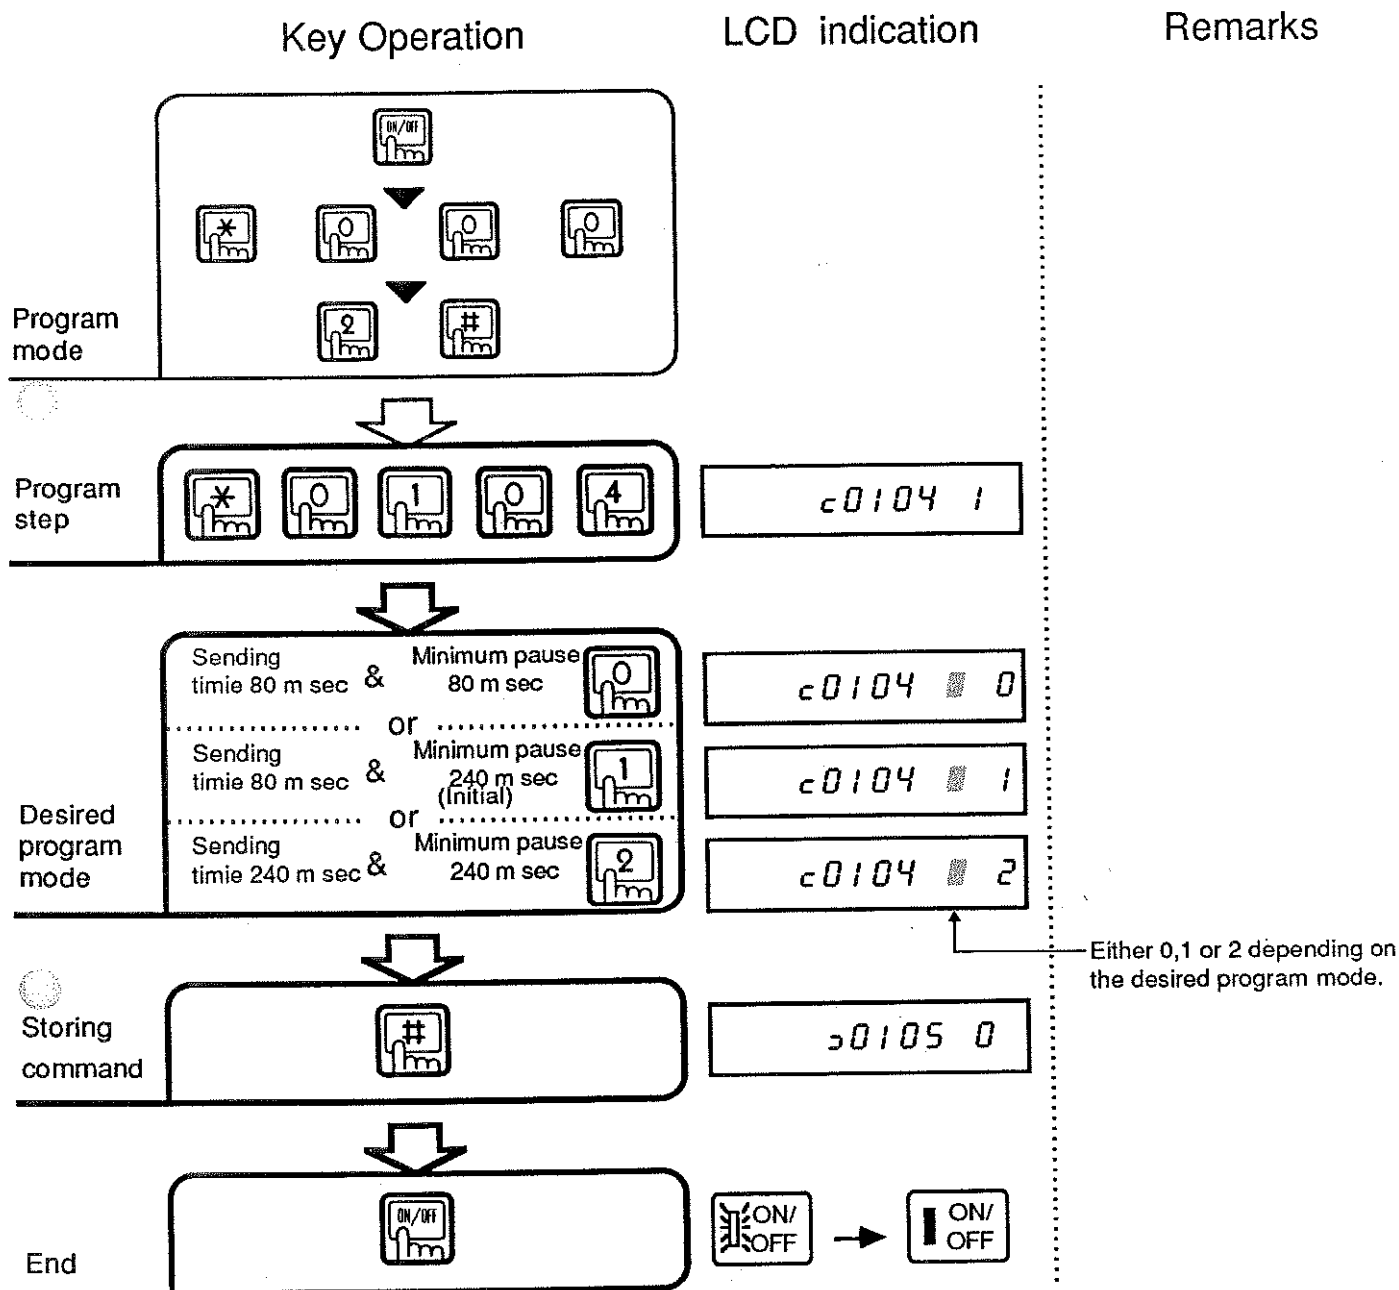 Key Operation LCD indication Remarks
ON/OFF
* 0 0 0
2 #
Program
mode
Program
step
* 0 1 0 4
c0104 1
Sending
timie 80 m sec & Minimum pause
80 m sec
0
c0104 0
or
Sending
timie 80 m sec & Minimum pause
240 m sec
(Initial)
1
c0104 1
or
Desired
program
mode
Sending
timie 240 m sec & Minimum pause
240 m sec
2
c0104 2
Either 0,1 or 2 depending on
the desired program mode.
Storing
command
#
ɔ0105 0
End
ON/OFF
ON/
OFF
ON/
OFF